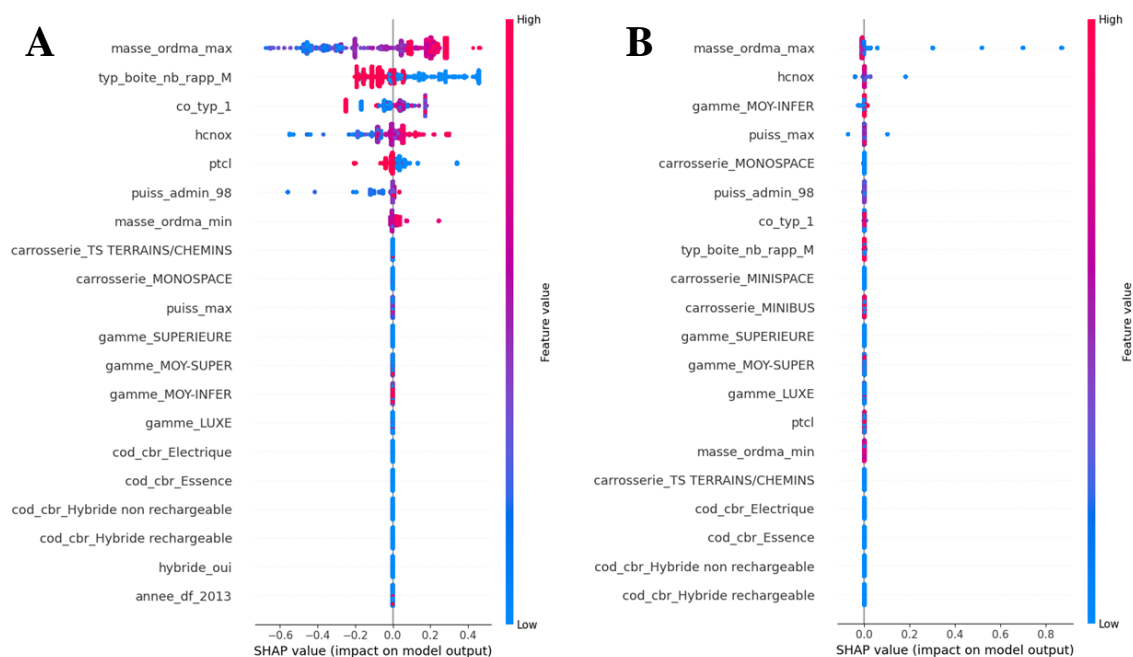 A
High
masse_ordma_max
typ_boite_nb_rapp_M
co_typ_1
hcnox
ptcl
puiss_admin_98
masse_ordma_min
carrosserie_TS TERRAINS/CHEMINS
carrosserie_MONOSPACE
puiss_max
gamme_SUPERIEURE
gamme_MOY-SUPER
gamme_MOY-INFER
gamme_LUXE
cod_cbr_Electrique
cod_cbr_Essence
cod_cbr_Hybride non rechargeable
cod_cbr_Hybride rechargeable
hybride_oui
annee_df_2013
Low
Feature value
−0.6 −0.4 −0.2 0.0 0.2 0.4
SHAP value (impact on model output)
B
High
masse_ordma_max
hcnox
gamme_MOY-INFER
puiss_max
carrosserie_MONOSPACE
puiss_admin_98
co_typ_1
typ_boite_nb_rapp_M
carrosserie_MINISPACE
carrosserie_MINIBUS
gamme_SUPERIEURE
gamme_MOY-SUPER
gamme_LUXE
ptcl
masse_ordma_min
carrosserie_TS TERRAINS/CHEMINS
cod_cbr_Electrique
cod_cbr_Essence
cod_cbr_Hybride non rechargeable
cod_cbr_Hybride rechargeable
Low
Feature value
0.0 0.2 0.4 0.6 0.8
SHAP value (impact on model output)